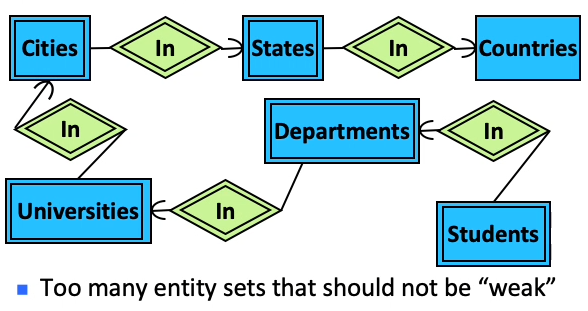 Cities In States In Countries
In Departments In
Universities In Students
Too many entity sets that should not be “weak”